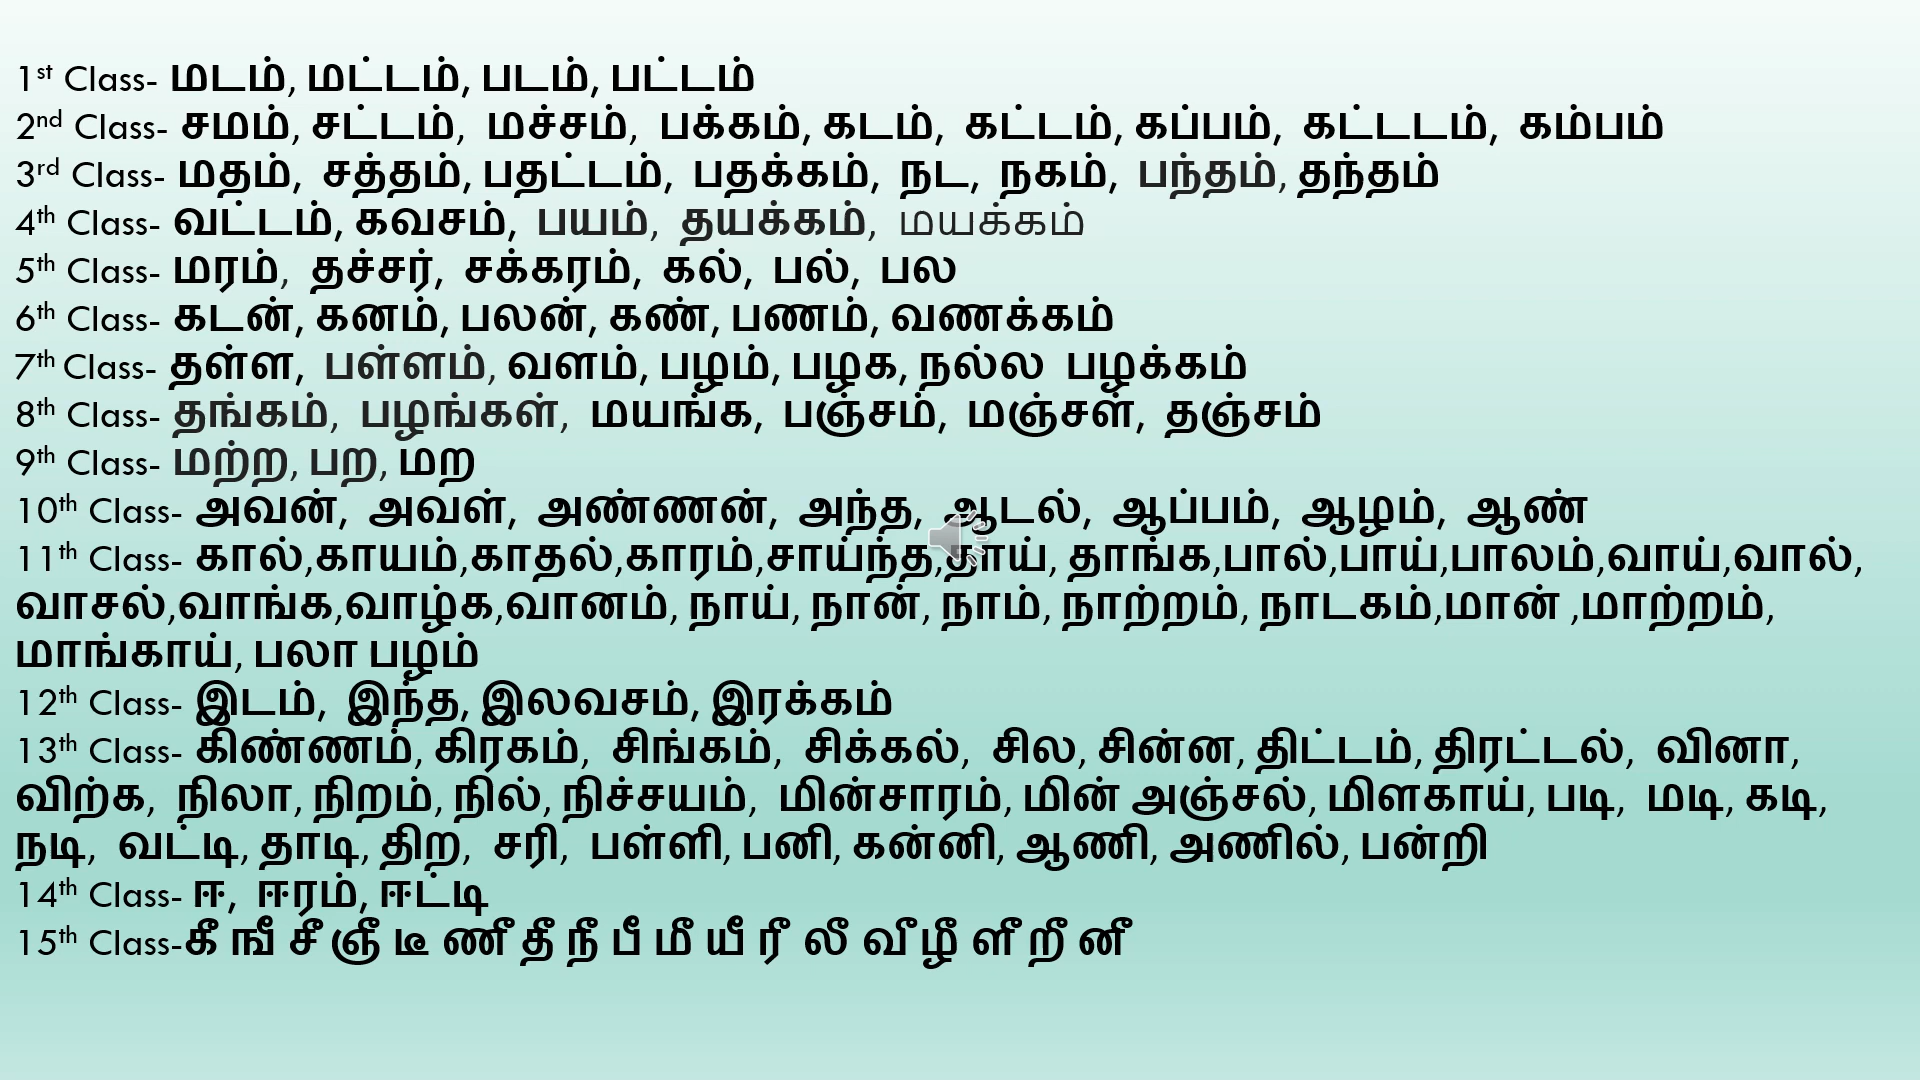 1st Class- மடம், மட்டம், படம், பட்டம்
2nd Class- சமம், சட்டம், மச்சம், பக்கம், கடம், கட்டம், கப்பம், கட்டடம், கம்பம்
3rd Class- மதம், சத்தம், பதட்டம், பதக்கம், நட, நகம், பந்தம், தந்தம்
4th Class- வட்டம், கவசம், பயம், தயக்கம், மயக்கம்
5th Class- மரம், தச்சர், சக்கரம், கல், பல், பல
6th Class- கடன், கனம், பலன், கண், பணம், வணக்கம்
7th Class- தள்ள, பள்ளம், வளம், பழம், பழக, நல்ல பழக்கம்
8th Class- தங்கம், பழங்கள், மயங்க, பஞ்சம், மஞ்சள், தஞ்சம்
9th Class- மற்ற, பற, மற
10th Class- அவன், அவள், அண்ணன், அந்த, ஆடல், ஆப்பம், ஆழம், ஆண்
11th Class- கால்,காயம்,காதல்,காரம்,சாய்ந்த,தாய், தாங்க,பால்,பாய்,பாலம்,வாய்,வால்,
வாசல்,வாங்க,வாழ்க,வானம், நாய், நான், நாம், நாற்றம், நாடகம்,மான் ,மாற்றம்,
மாங்காய், பலா பழம்
12th Class- இடம், இந்த, இலவசம், இரக்கம்
13th Class- கிண்ணம், கிரகம், சிங்கம், சிக்கல், சில, சின்ன, திட்டம், திரட்டல், வினா,
விற்க, நிலா, நிறம், நில், நிச்சயம், மின்சாரம், மின் அஞ்சல், மிளகாய், படி, மடி, கடி,
நடி, வட்டி, தாடி, திற, சரி, பள்ளி, பனி, கன்னி, ஆணி, அணில், பன்றி
14th Class- ஈ, ஈரம், ஈட்டி
15th Class-கீ ஙீ சீ ஞீ டீ ணீ தீ நீ பீ மீ யீ ரீ லீ வீ ழீ ளீ றீ னீ